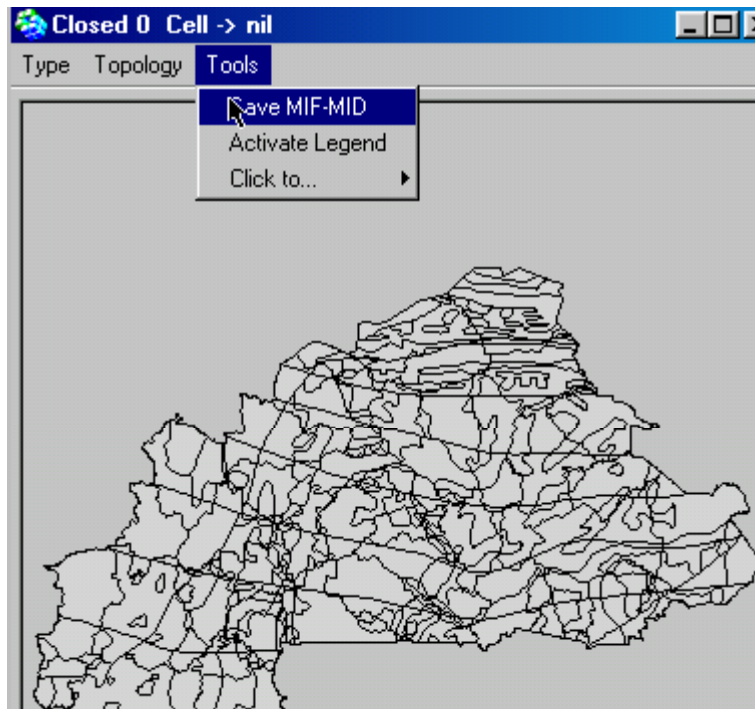 Closed 0 Cell -> nil
Type Topology Tools
Save MIF-MID
Activate Legend
Click to...